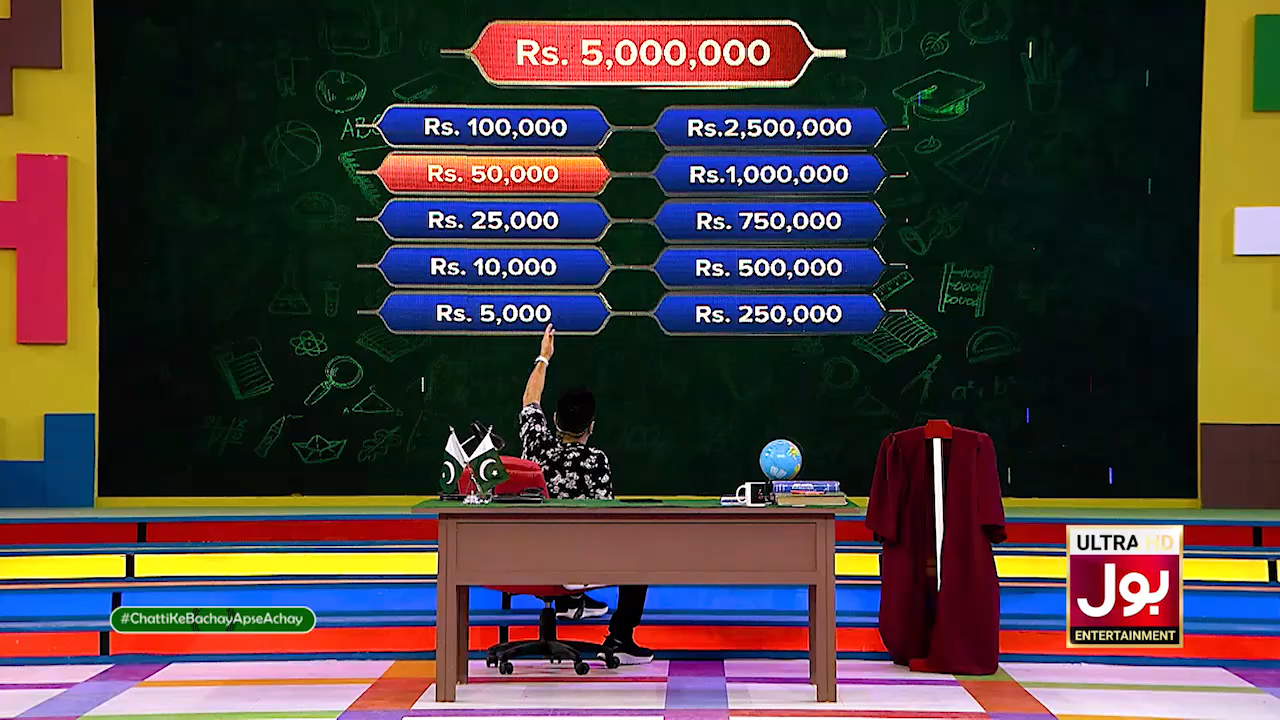 Rs. 5,000,000
Rs. 100,000
Rs.2,500,000
Rs. 50,000
Rs.1,000,000
Rs. 25,000
Rs. 750,000
Rs. 10,000
Rs. 500,000
Rs. 5,000
Rs. 250,000
#ChattiKeBachayApseAchay
ULTRA HD
بول
ENTERTAINMENT